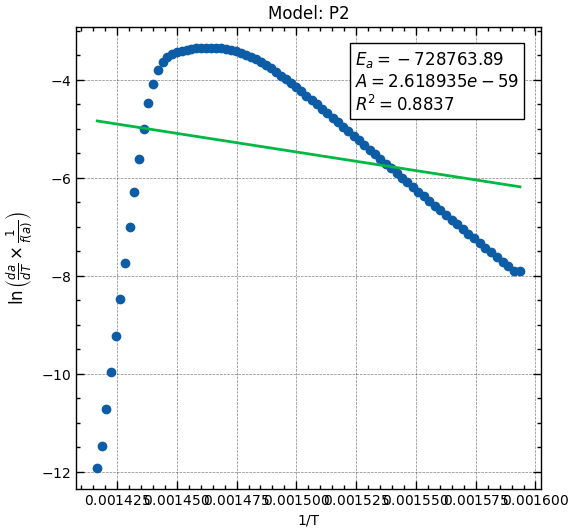 Model: P2
E_a = −728763.89
A = 2.618935e − 59
R² = 0.8837
ln(da/dT × 1/f(a))
−4
−6
−8
−10
−12
0.001425 0.001450 0.001475 0.001500 0.001525 0.001550 0.001575 0.001600
1/T